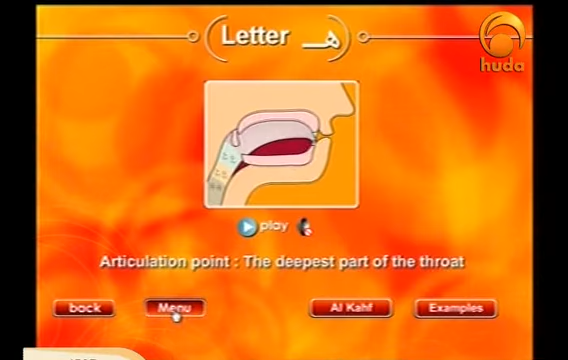 Letter هـ
huda
play
Articulation point : The deepest part of the throat
back
Menu
Al Kahf
Examples